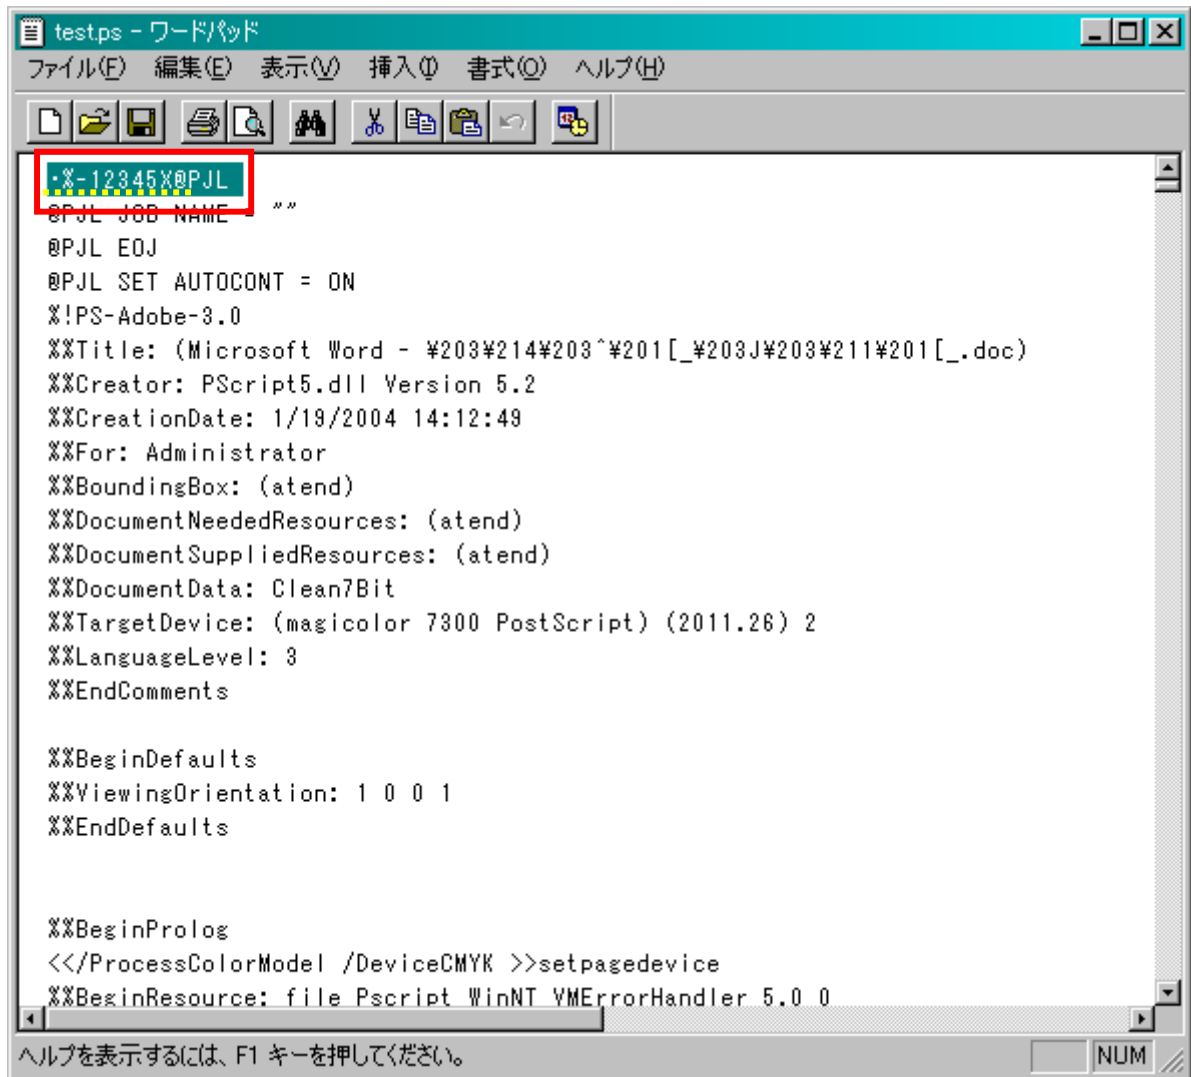 test.ps - ワードパッド
ファイル(F) 編集(E) 表示(V) 挿入(I) 書式(O) ヘルプ(H)
･%-12345X@PJL
@PJL JOB NAME = ""
@PJL EOJ
@PJL SET AUTOCONT = ON
%!PS-Adobe-3.0
%%Title: (Microsoft Word - ¥203¥214¥203^¥201[_¥203J¥203¥211¥201[_.doc)
%%Creator: PScript5.dll Version 5.2
%%CreationDate: 1/19/2004 14:12:49
%%For: Administrator
%%BoundingBox: (atend)
%%DocumentNeededResources: (atend)
%%DocumentSuppliedResources: (atend)
%%DocumentData: Clean7Bit
%%TargetDevice: (magicolor 7300 PostScript) (2011.26) 2
%%LanguageLevel: 3
%%EndComments
%%BeginDefaults
%%ViewingOrientation: 1 0 0 1
%%EndDefaults
%%BeginProlog
<</ProcessColorModel /DeviceCMYK >>setpagedevice
%%BeginResource: file Pscript_WinNT_VMErrorHandler 5.0 0
ヘルプを表示するには、F1 キーを押してください。
NUM